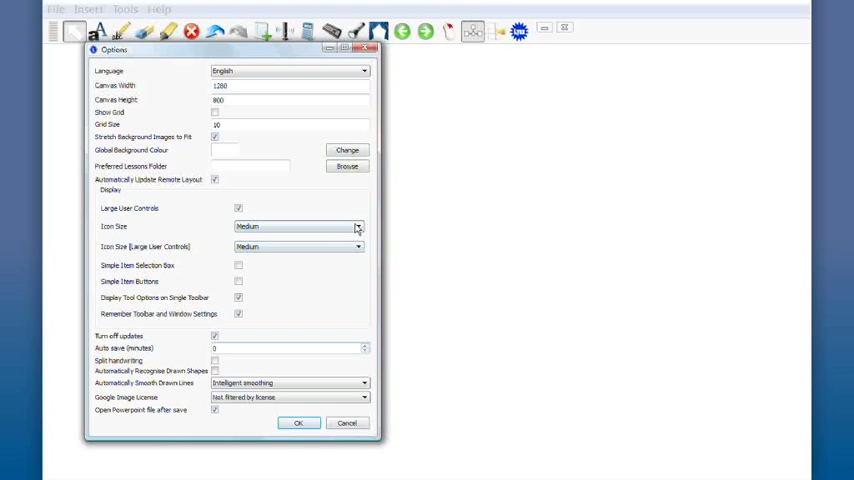 File Insert Tools Help
Options
Language English
Canvas Width 1280
Canvas Height 800
Show Grid
Grid Size 10
Stretch Background Images to Fit
Global Background Colour Change
Preferred Lessons Folder Browse
Automatically Update Remote Layout
Display
Large User Controls
Icon Size Medium
Icon Size [Large User Controls] Medium
Simple Item Selection Box
Simple Item Buttons
Display Tool Options on Single Toolbar
Remember Toolbar and Window Settings
Turn off updates
Auto save (minutes) 0
Split handwriting
Automatically Recognise Drawn Shapes
Automatically Smooth Drawn Lines Intelligent smoothing
Google Image License Not filtered by license
Open Powerpoint file after save
OK Cancel